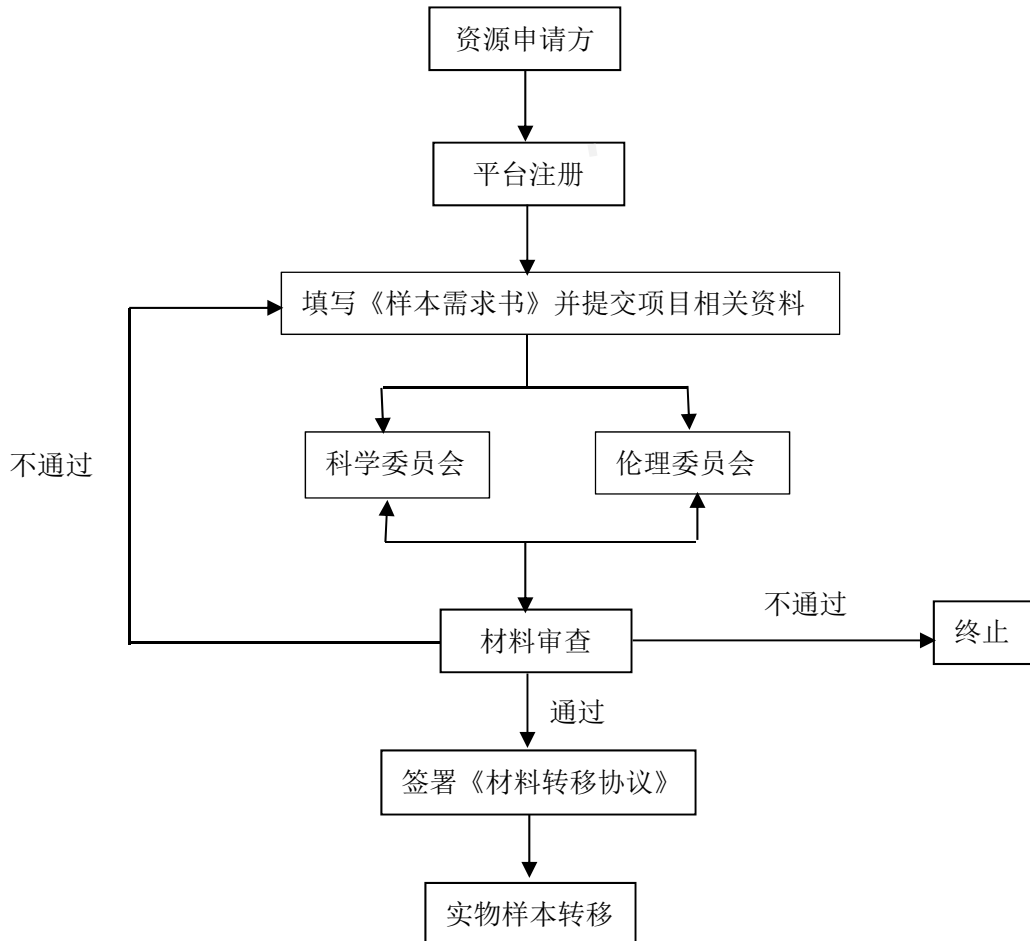 资源申请方
平台注册
填写《样本需求书》并提交项目相关资料
不通过
科学委员会
伦理委员会
不通过
材料审查
终止
通过
签署《材料转移协议》
实物样本转移